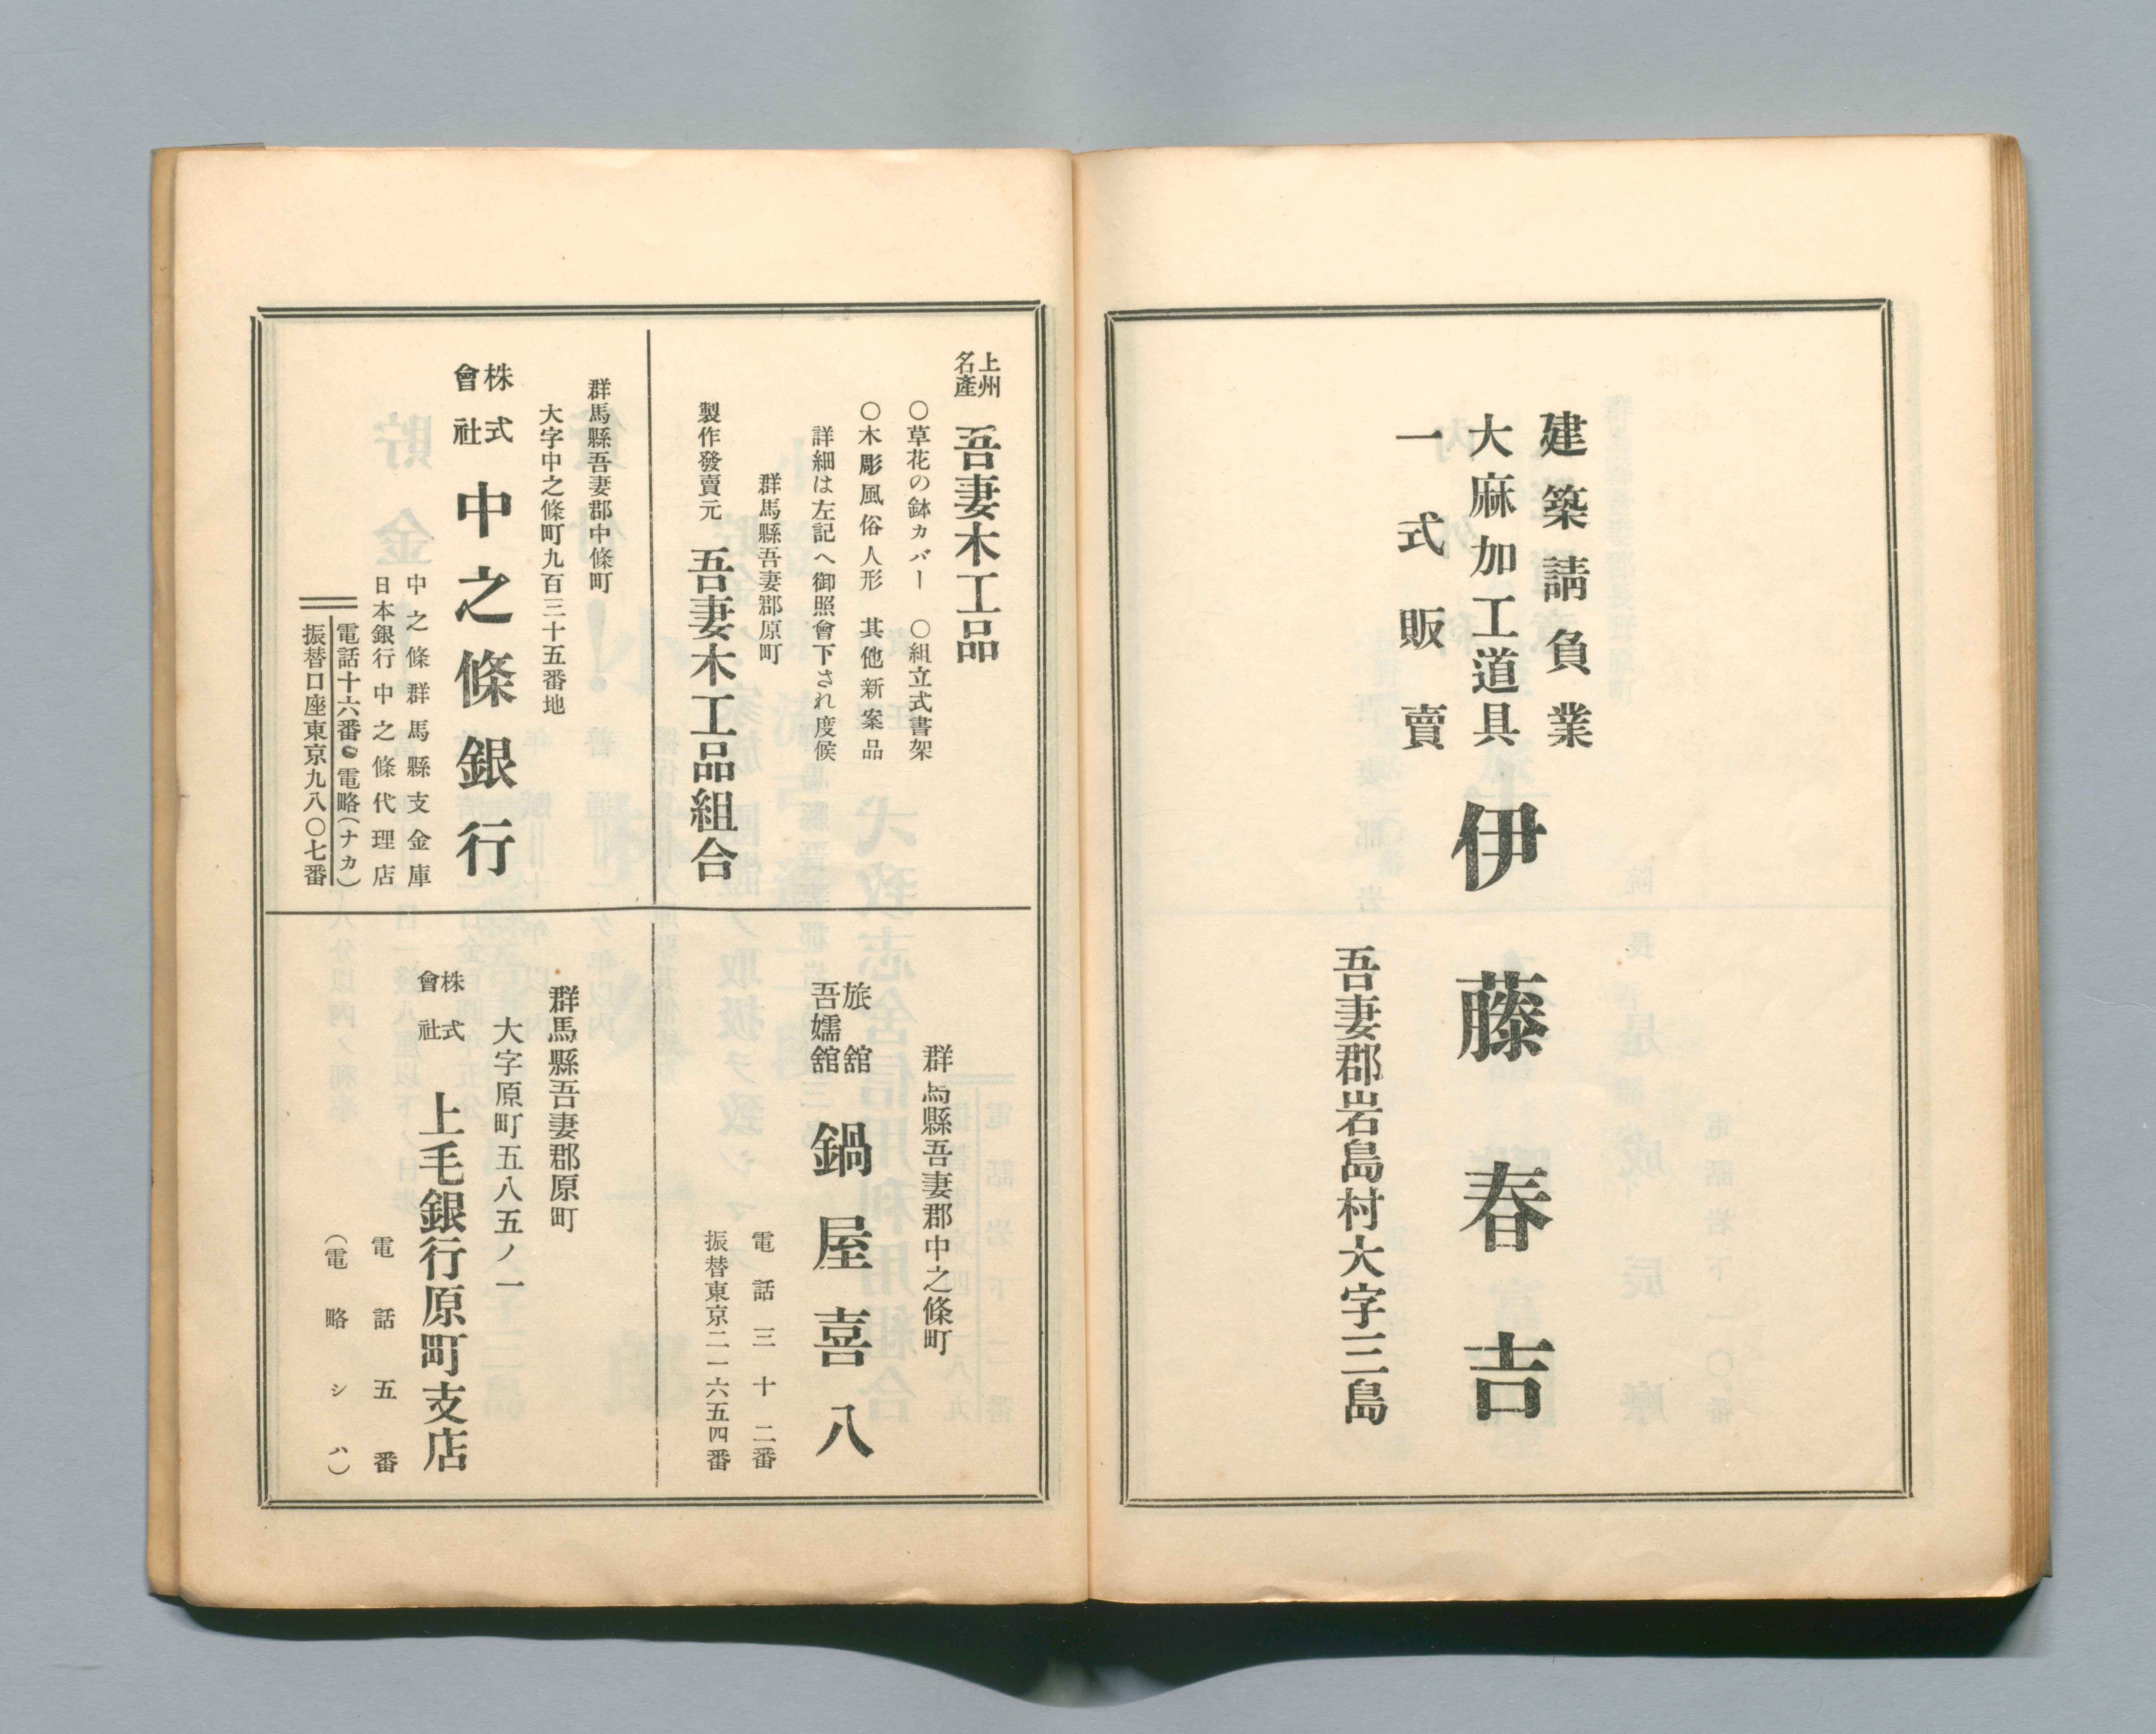 建築請負業
大麻加工道具
一式販賣
伊藤春吉
吾妻郡岩島村大字三島
上州名產
吾妻木工品
○草花の鉢カバー ○組立式書架
○木彫風俗人形 其他新案品
詳細は左記へ御照會下され度候
群馬縣吾妻郡原町
製作發賣元 吾妻木工品組合
群馬縣吾妻郡中條町
大字中之條町九百三十五番地
株式會社 中之條銀行
中之條群馬縣支金庫
日本銀行中之條代理店
電話十六番 電略(ナカ)
振替口座東京九八〇七番
群馬縣吾妻郡中之條町
旅舘 吾嬬舘 鍋屋喜八
電話三十二番
振替東京二一六五四番
群馬縣吾妻郡原町
大字原町五八五ノ一
株式會社 上毛銀行原町支店
電話五番
(電略シハ)